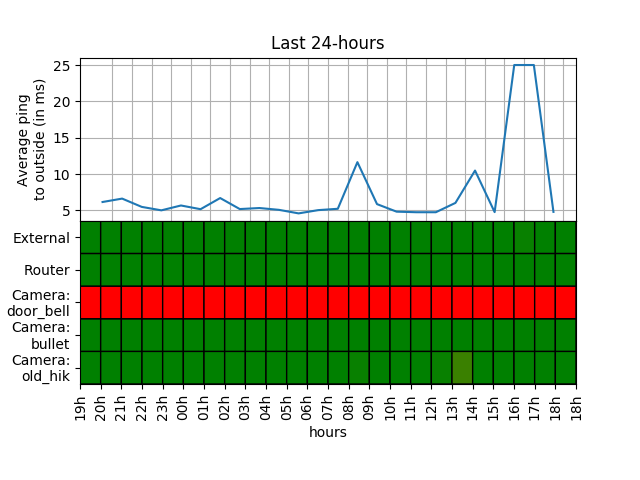 Last 24-hours
Average ping
to outside (in ms)
25
20
15
10
5
External
Router
Camera:
door_bell
Camera:
bullet
Camera:
old_hik
19h 20h 21h 22h 23h 00h 01h 02h 03h 04h 05h 06h 07h 08h 09h 10h 11h 12h 13h 14h 15h 16h 17h 18h 18h
hours